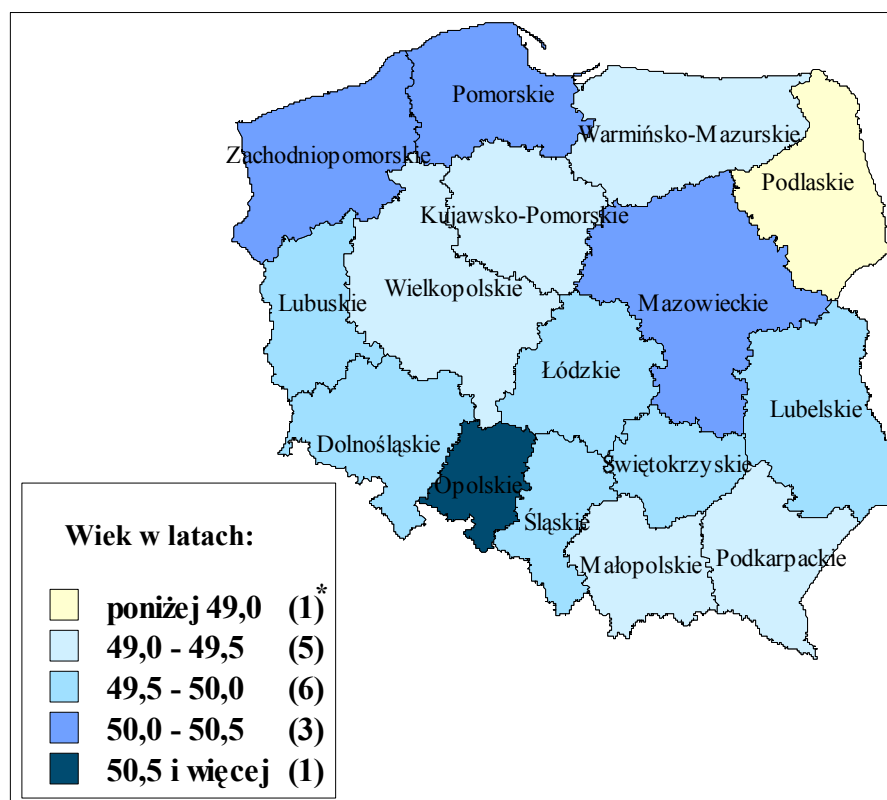 Pomorskie
Warmińsko-Mazurskie
Zachodniopomorskie
Podlaskie
Kujawsko-Pomorskie
Wielkopolskie
Lubuskie
Mazowieckie
Łódzkie
Lubelskie
Dolnośląskie
Świętokrzyskie
Opolskie
Śląskie
Małopolskie
Podkarpackie
Wiek w latach:
poniżej 49,0 (1)*
49,0 - 49,5 (5)
49,5 - 50,0 (6)
50,0 - 50,5 (3)
50,5 i więcej (1)